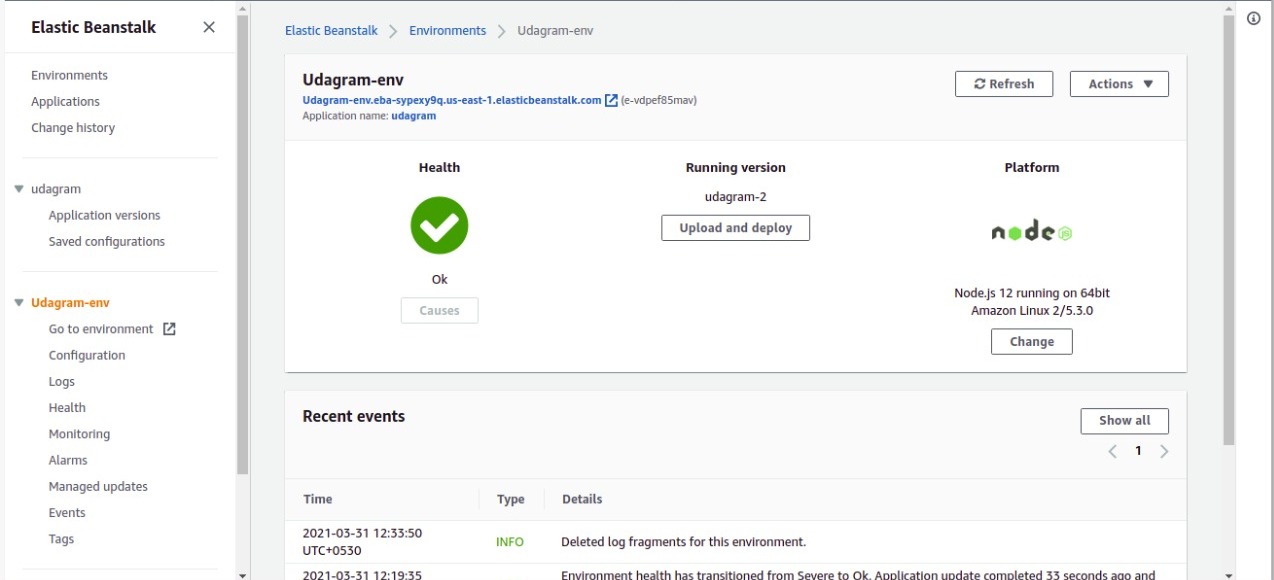 Elastic Beanstalk
Environments
Applications
Change history
udagram
Application versions
Saved configurations
Udagram-env
Go to environment
Configuration
Logs
Health
Monitoring
Alarms
Managed updates
Events
Tags
Elastic Beanstalk > Environments > Udagram-env
Udagram-env
Udagram-env.eba-sypexy9q.us-east-1.elasticbeanstalk.com (e-vdpef85mav)
Application name: udagram
Refresh
Actions
Health
Ok
Causes
Running version
udagram-2
Upload and deploy
Platform
node JS
Node.js 12 running on 64bit
Amazon Linux 2/5.3.0
Change
Recent events
Show all
1
Time Type Details
2021-03-31 12:33:50
UTC+0530
INFO
Deleted log fragments for this environment.
2021-03-31 12:19:35
Environment health has transitioned from Severe to Ok. Application update completed 33 seconds ago and